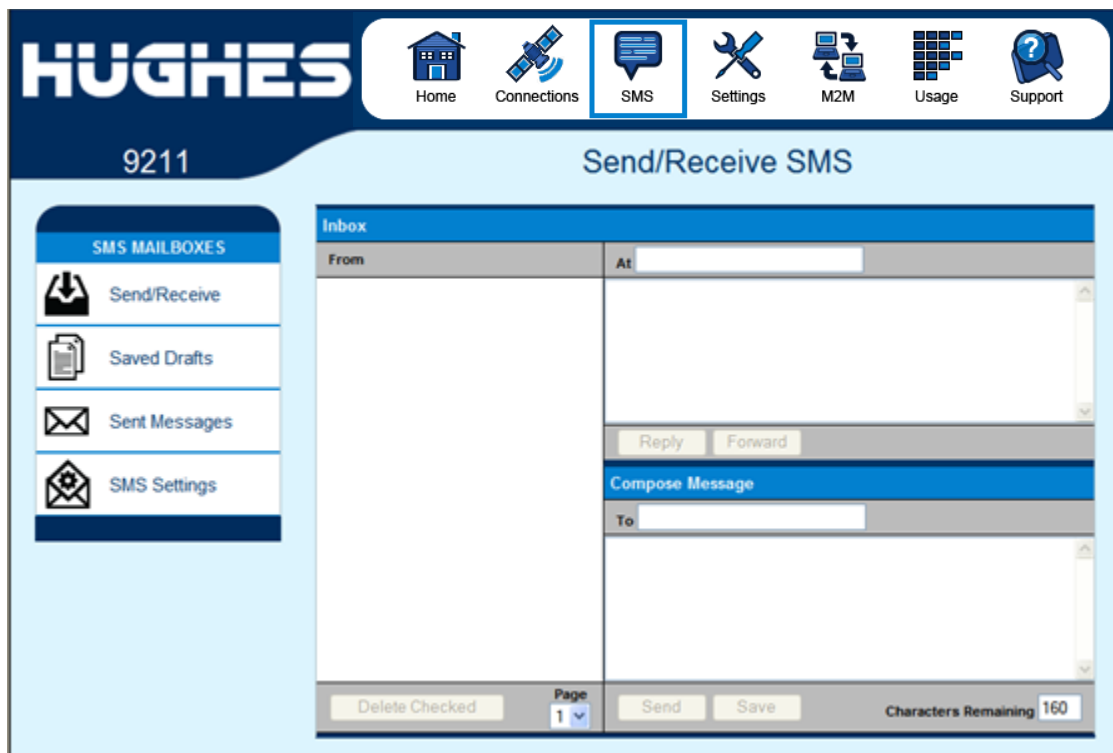 HUGHES
Home Connections SMS Settings M2M Usage Support
9211
Send/Receive SMS
SMS MAILBOXES
Send/Receive
Saved Drafts
Sent Messages
SMS Settings
Inbox
From
At
Reply Forward
Compose Message
To
Delete Checked
Page
1
Send Save
Characters Remaining 160